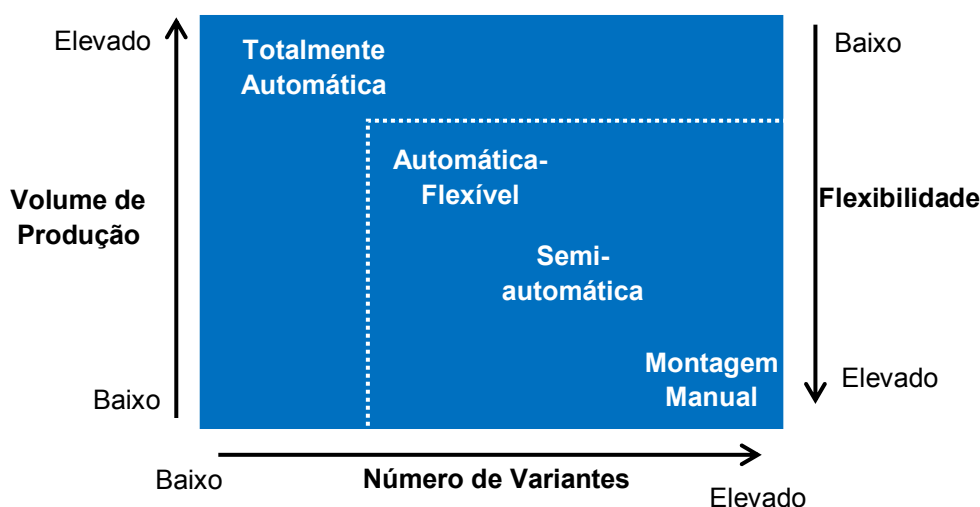 Elevado
Totalmente
Automática
Baixo
Automática-
Flexível
Volume de
Produção
Flexibilidade
Semi-
automática
Montagem
Manual
Elevado
Baixo
Baixo
Número de Variantes
Elevado